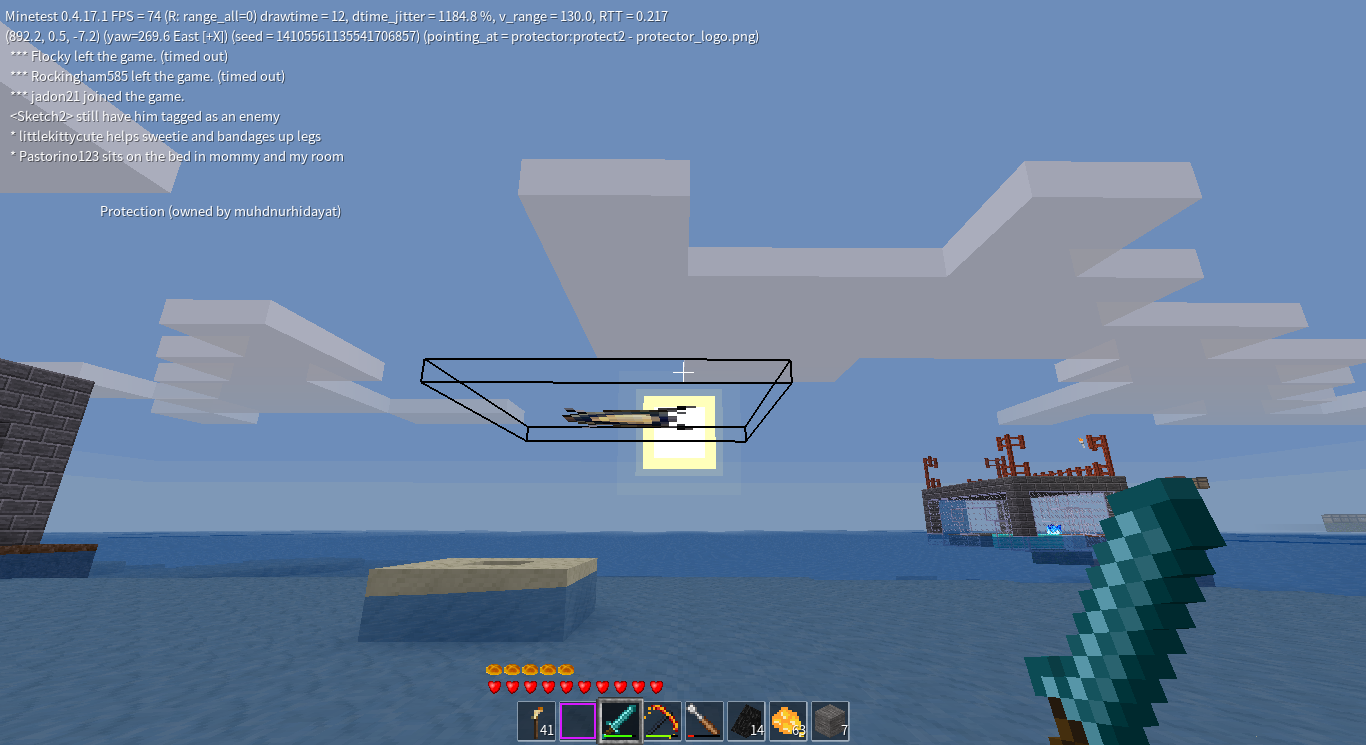 Minetest 0.4.17.1 FPS = 74 (R: range_all=0) drawtime = 12, dtime_jitter = 1184.8 %, v_range = 130.0, RTT = 0.217
(892.2, 0.5, -7.2) (yaw=269.6 East [+X]) (seed = 14105561135541706857) (pointing_at = protector:protect2 - protector_logo.png)
*** Flocky left the game. (timed out)
*** Rockingham585 left the game. (timed out)
*** jadon21 joined the game.
<Sketch2> still have him tagged as an enemy
* littlekittycute helps sweetie and bandages up legs
* Pastorino123 sits on the bed in mommy and my room
Protection (owned by muhdnurhidayat)
41 14 63 7